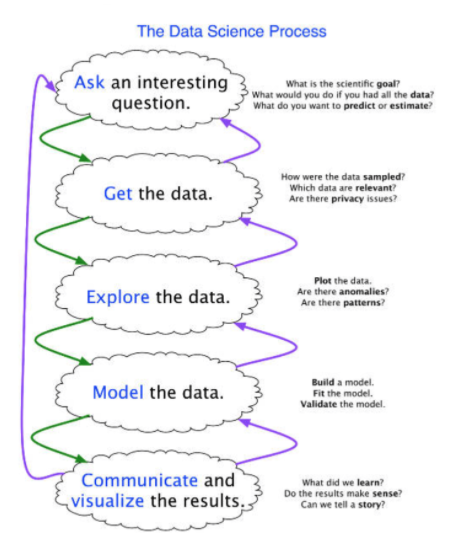 The Data Science Process
Ask an interesting
question.
What is the scientific goal?
What would you do if you had all the data?
What do you want to predict or estimate?
Get the data.
How were the data sampled?
Which data are relevant?
Are there privacy issues?
Explore the data.
Plot the data.
Are there anomalies?
Are there patterns?
Model the data.
Build a model.
Fit the model.
Validate the model.
Communicate and
visualize the results.
What did we learn?
Do the results make sense?
Can we tell a story?